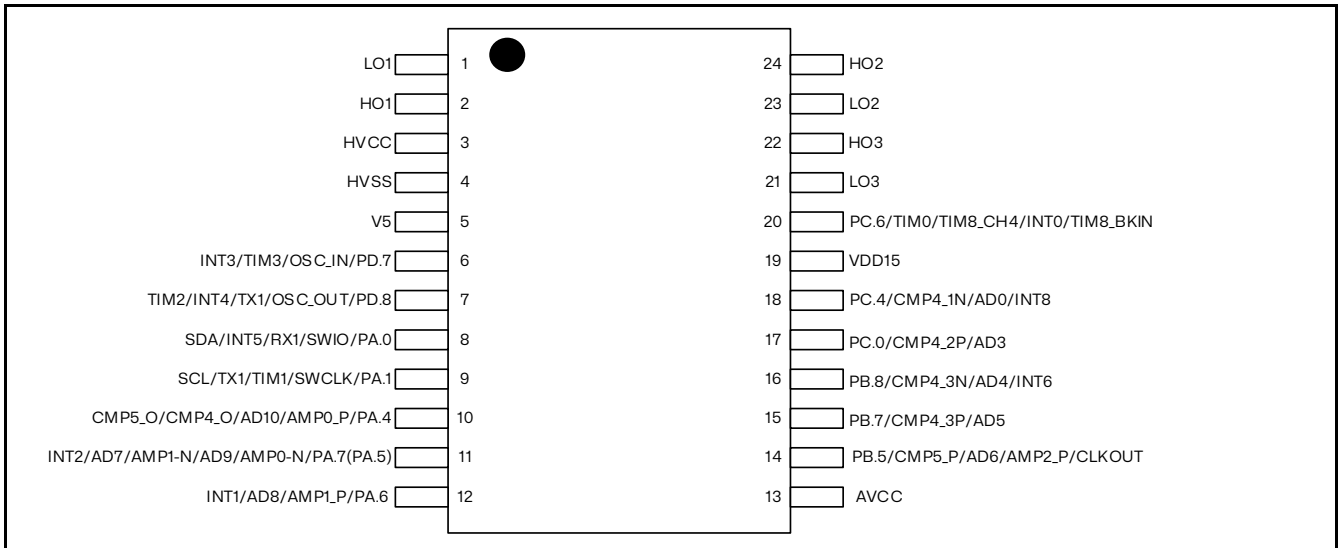 LO1 1 24 HO2
HO1 2 23 LO2
HVCC 3 22 HO3
HVSS 4 21 LO3
V5 5 20 PC.6/TIM0/TIM8_CH4/INT0/TIM8_BKIN
INT3/TIM3/OSC_IN/PD.7 6 19 VDD15
TIM2/INT4/TX1/OSC_OUT/PD.8 7 18 PC.4/CMP4_1N/AD0/INT8
SDA/INT5/RX1/SWIO/PA.0 8 17 PC.0/CMP4_2P/AD3
SCL/TX1/TIM1/SWCLK/PA.1 9 16 PB.8/CMP4_3N/AD4/INT6
CMP5_O/CMP4_O/AD10/AMP0_P/PA.4 10 15 PB.7/CMP4_3P/AD5
INT2/AD7/AMP1-N/AD9/AMP0-N/PA.7(PA.5) 11 14 PB.5/CMP5_P/AD6/AMP2_P/CLKOUT
INT1/AD8/AMP1_P/PA.6 12 13 AVCC